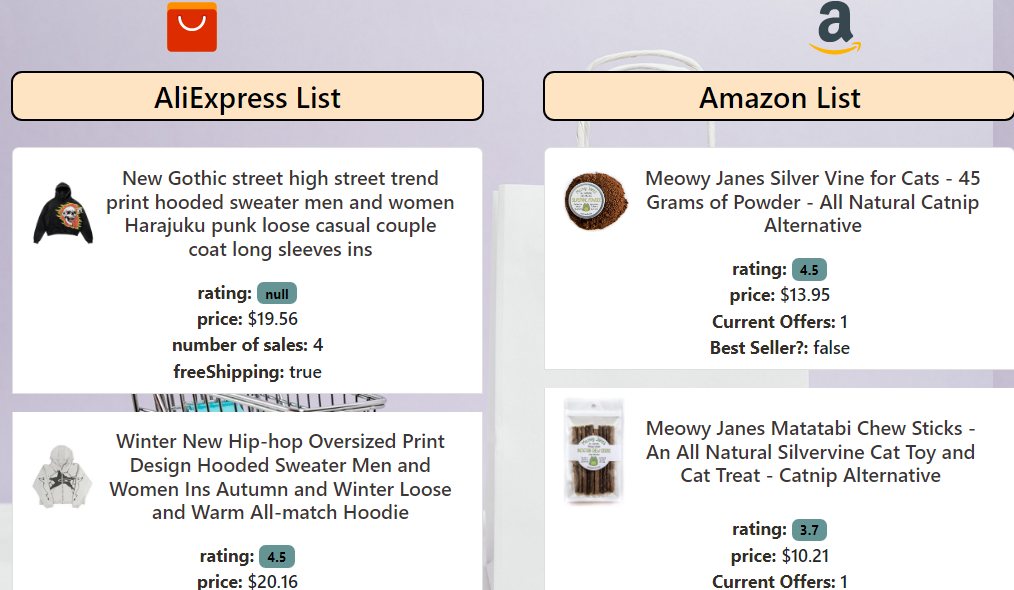 a
AliExpress List
Amazon List
New Gothic street high street trend
print hooded sweater men and women
Harajuku punk loose casual couple
coat long sleeves ins
rating: null
price: $19.56
number of sales: 4
freeShipping: true
Winter New Hip-hop Oversized Print
Design Hooded Sweater Men and
Women Ins Autumn and Winter Loose
and Warm All-match Hoodie
rating: 4.5
price: $20.16
Meowy Janes Silver Vine for Cats - 45
Grams of Powder - All Natural Catnip
Alternative
rating: 4.5
price: $13.95
Current Offers: 1
Best Seller?: false
Meowy Janes Matatabi Chew Sticks -
An All Natural Silvervine Cat Toy and
Cat Treat - Catnip Alternative
rating: 3.7
price: $10.21
Current Offers: 1